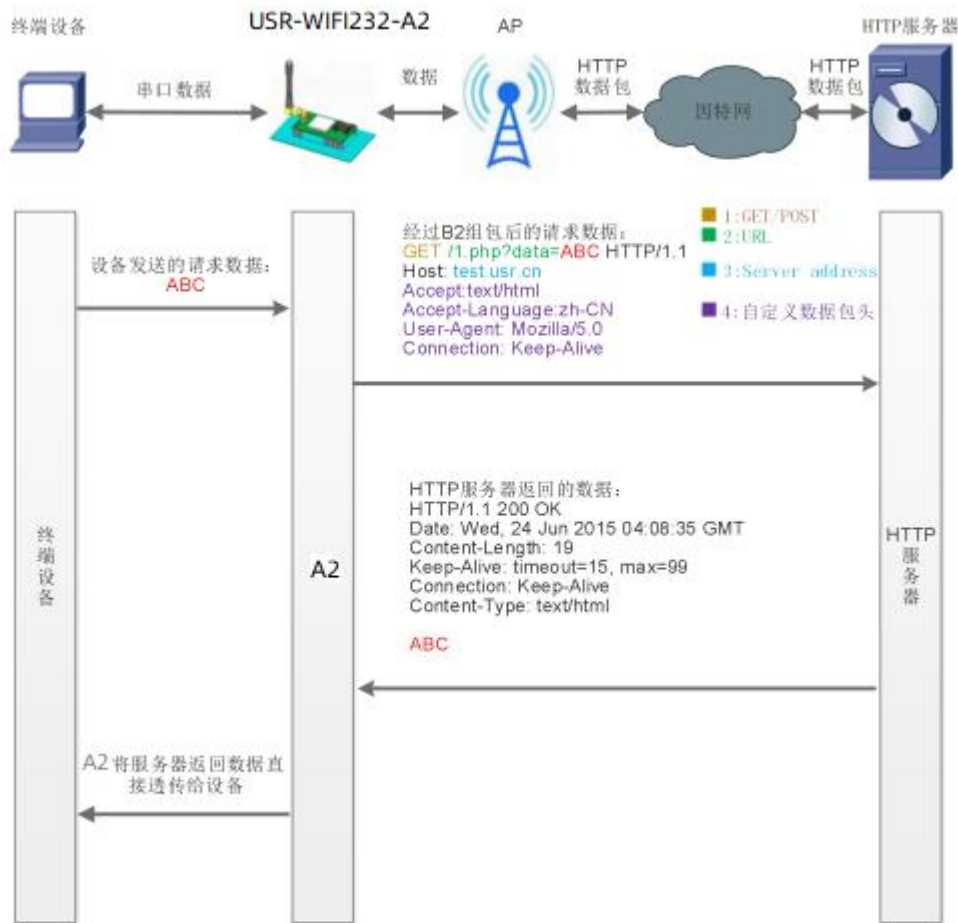 终端设备
USR-WIFI232-A2
AP
HTTP服务器
串口数据
数据
HTTP
数据包
因特网
HTTP
数据包
设备发送的请求数据：
ABC
经过B2组包后的请求数据：
GET /1.php?data=ABC HTTP/1.1
Host: test.usr.cn
Accept:text/html
Accept-Language:zh-CN
User-Agent: Mozilla/5.0
Connection: Keep-Alive
1:GET/POST
2:URL
3:Server address
4:自定义数据包头
HTTP服务器返回的数据：
HTTP/1.1 200 OK
Date: Wed, 24 Jun 2015 04:08:35 GMT
Content-Length: 19
Keep-Alive: timeout=15, max=99
Connection: Keep-Alive
Content-Type: text/html
ABC
终端设备
A2
HTTP
服务器
A2将服务器返回数据直
接透传给设备